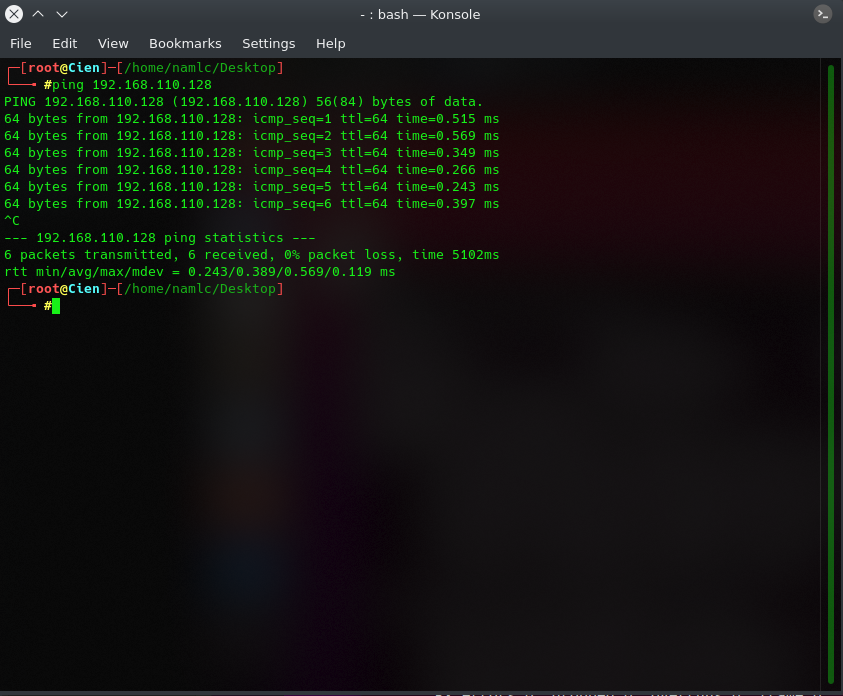 - : bash — Konsole
File Edit View Bookmarks Settings Help
┌─[root@Cien]─[/home/namlc/Desktop]
└──╼ #ping 192.168.110.128
PING 192.168.110.128 (192.168.110.128) 56(84) bytes of data.
64 bytes from 192.168.110.128: icmp_seq=1 ttl=64 time=0.515 ms
64 bytes from 192.168.110.128: icmp_seq=2 ttl=64 time=0.569 ms
64 bytes from 192.168.110.128: icmp_seq=3 ttl=64 time=0.349 ms
64 bytes from 192.168.110.128: icmp_seq=4 ttl=64 time=0.266 ms
64 bytes from 192.168.110.128: icmp_seq=5 ttl=64 time=0.243 ms
64 bytes from 192.168.110.128: icmp_seq=6 ttl=64 time=0.397 ms
^C
--- 192.168.110.128 ping statistics ---
6 packets transmitted, 6 received, 0% packet loss, time 5102ms
rtt min/avg/max/mdev = 0.243/0.389/0.569/0.119 ms
┌─[root@Cien]─[/home/namlc/Desktop]
└──╼ #